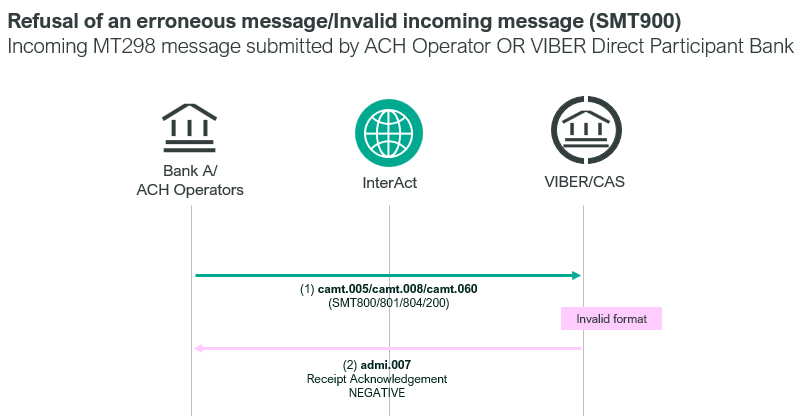 Refusal of an erroneous message/Invalid incoming message (SMT900)
Incoming MT298 message submitted by ACH Operator OR VIBER Direct Participant Bank
Bank A/
ACH Operators
InterAct
VIBER/CAS
(1) camt.005/camt.008/camt.060
(SMT800/801/804/200)
Invalid format
(2) admi.007
Receipt Acknowledgement
NEGATIVE